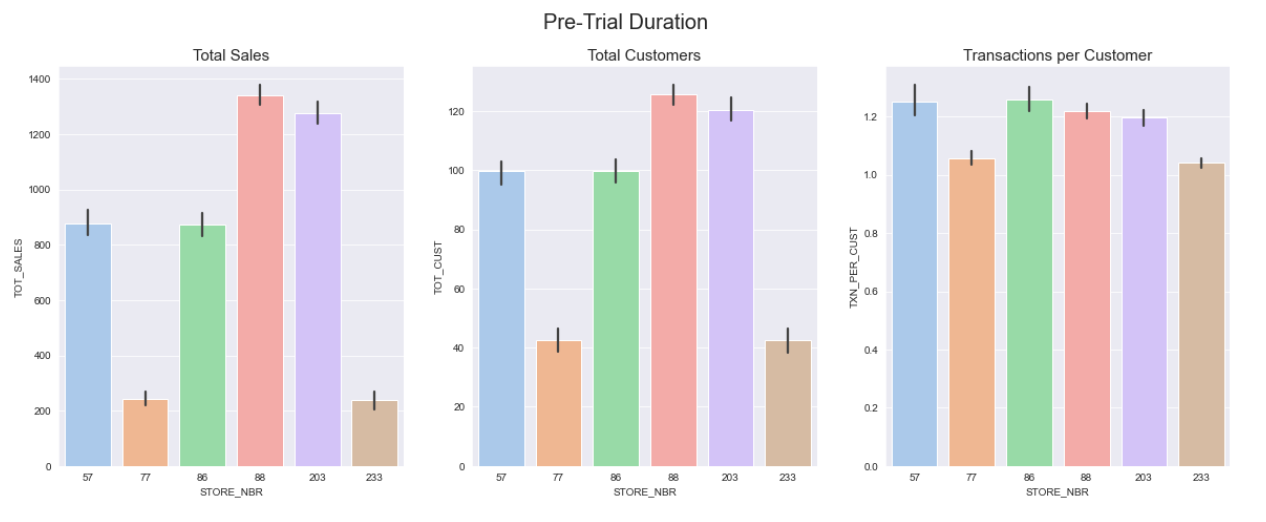 Pre-Trial Duration
Total Sales
TOT_SALES
1400
1200
1000
800
600
400
200
0
57 77 86 88 203 233
STORE_NBR
Total Customers
TOT_CUST
120
100
80
60
40
20
0
57 77 86 88 203 233
STORE_NBR
Transactions per Customer
TXN_PER_CUST
1.2
1.0
0.8
0.6
0.4
0.2
0.0
57 77 86 88 203 233
STORE_NBR